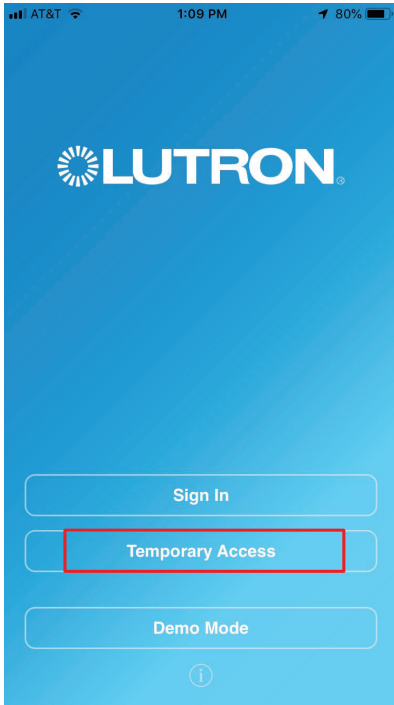 AT&T 1:09 PM 80%
LUTRON
Sign In
Temporary Access
Demo Mode